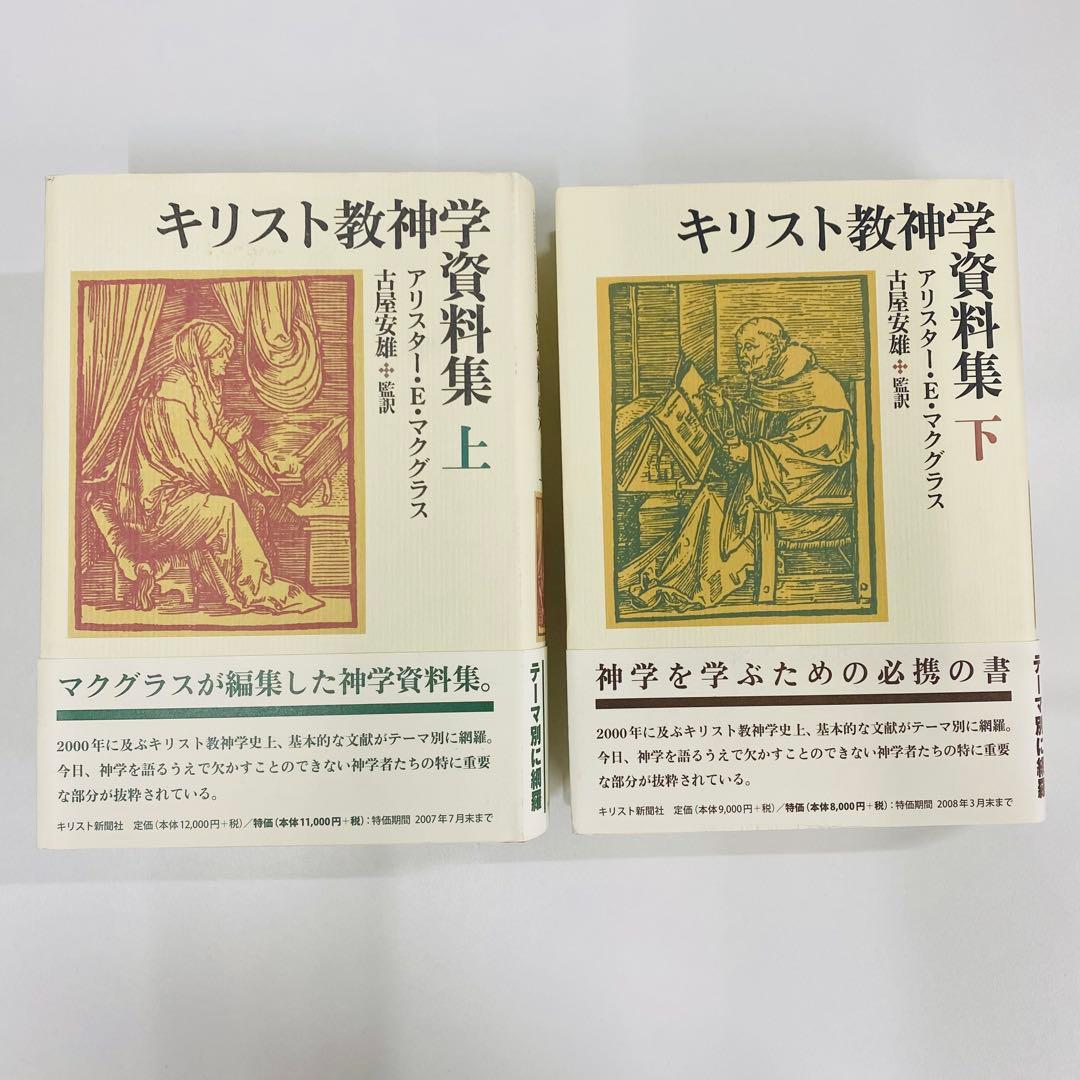 キリスト教神学
資料集 上
アリスター・E・マクグラス
古屋安雄 監訳
マクグラスが編集した神学資料集。
2000年に及ぶキリスト教神学史上、基本的な文献がテーマ別に網羅。
今日、神学を語るうえで欠かすことのできない神学者たちの特に重要
な部分が抜粋されている。
キリスト新聞社 定価(本体12,000円+税)/特価(本体11,000円+税):特価期間 2007年7月末まで
テーマ別に網羅
キリスト教神学
資料集 下
アリスター・E・マクグラス
古屋安雄 監訳
神学を学ぶための必携の書
2000年に及ぶキリスト教神学史上、基本的な文献がテーマ別に網羅。
今日、神学を語るうえで欠かすことのできない神学者たちの特に重要
な部分が抜粋されている。
キリスト新聞社 定価(本体9,000円+税)/特価(本体8,000円+税):特価期間 2008年3月末まで
テーマ別に網羅